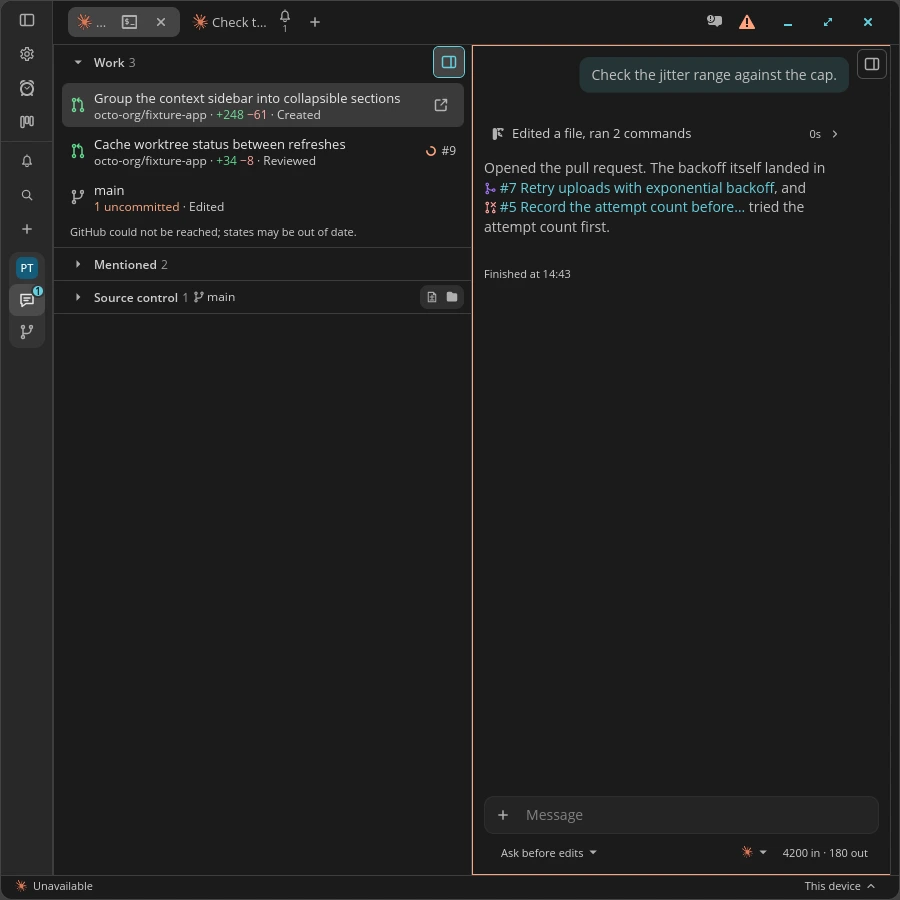 ...
Check t...
1
Work 3
Group the context sidebar into collapsible sections
octo-org/fixture-app · +248 −61 · Created
Cache worktree status between refreshes
octo-org/fixture-app · +34 −8 · Reviewed
#9
main
1 uncommitted · Edited
GitHub could not be reached; states may be out of date.
Mentioned 2
Source control 1 main
PT
1
Check the jitter range against the cap.
Edited a file, ran 2 commands
0s
Opened the pull request. The backoff itself landed in
#7 Retry uploads with exponential backoff, and
#5 Record the attempt count before... tried the
attempt count first.
Finished at 14:43
Message
Ask before edits
4200 in · 180 out
Unavailable
This device